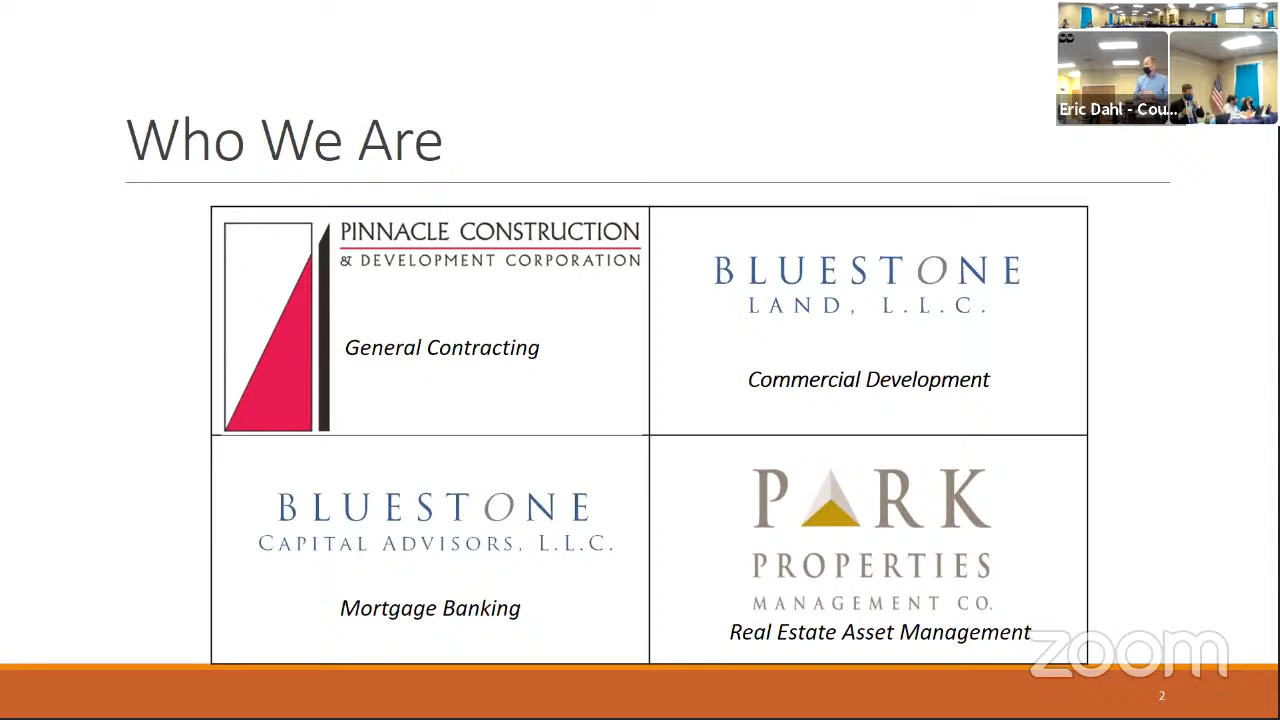 Eric Dahl - Cou...
Who We Are
PINNACLE CONSTRUCTION
& DEVELOPMENT CORPORATION
General Contracting
BLUESTONE
LAND, L.L.C.
Commercial Development
BLUESTONE
CAPITAL ADVISORS, L.L.C.
Mortgage Banking
PARK
PROPERTIES
MANAGEMENT CO.
Real Estate Asset Management
zoom
2